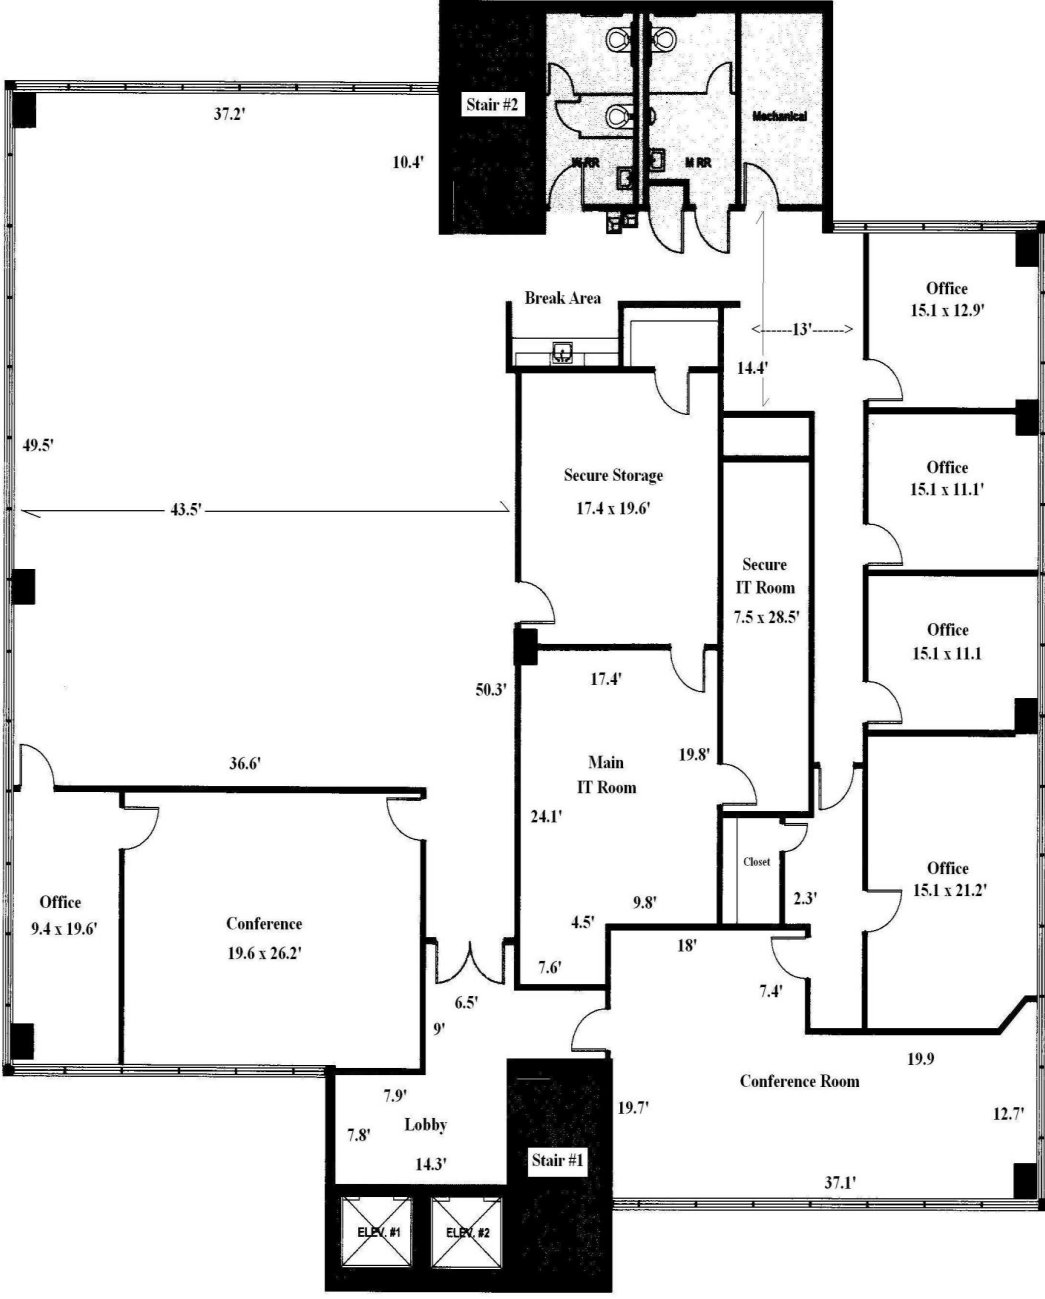 Stair #2
37.2'
10.4'
W RR
M RR
Mechanical
Break Area
Office
15.1 x 12.9'
13'
14.4'
49.5'
43.5'
Secure Storage
17.4 x 19.6'
Office
15.1 x 11.1'
Secure
IT Room
7.5 x 28.5'
Office
15.1 x 11.1
17.4'
50.3'
36.6'
19.8'
Main
IT Room
24.1'
Closet
Office
15.1 x 21.2'
2.3'
9.8'
4.5'
Office
9.4 x 19.6'
Conference
19.6 x 26.2'
18'
7.6'
7.4'
6.5'
9'
19.9
Conference Room
7.9'
Lobby
7.8'
14.3'
19.7'
12.7'
Stair #1
37.1'
ELEV. #1
ELEV. #2